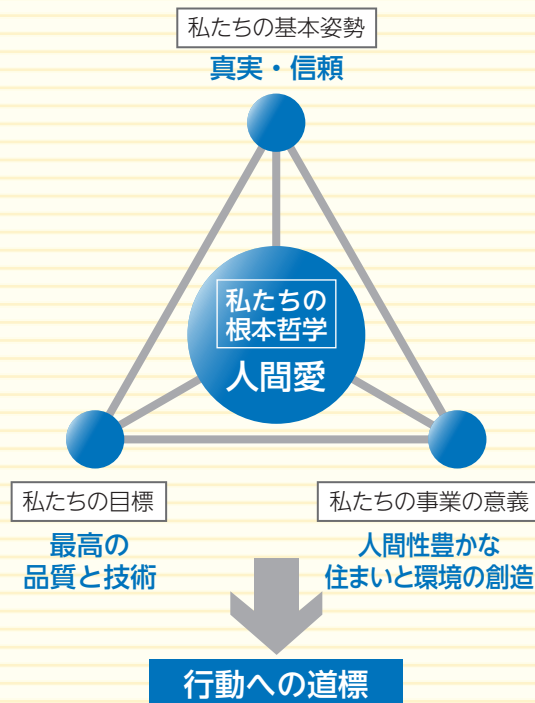 私たちの基本姿勢
真実・信頼
私たちの
根本哲学
人間愛
私たちの目標
最高の
品質と技術
私たちの事業の意義
人間性豊かな
住まいと環境の創造
行動への道標